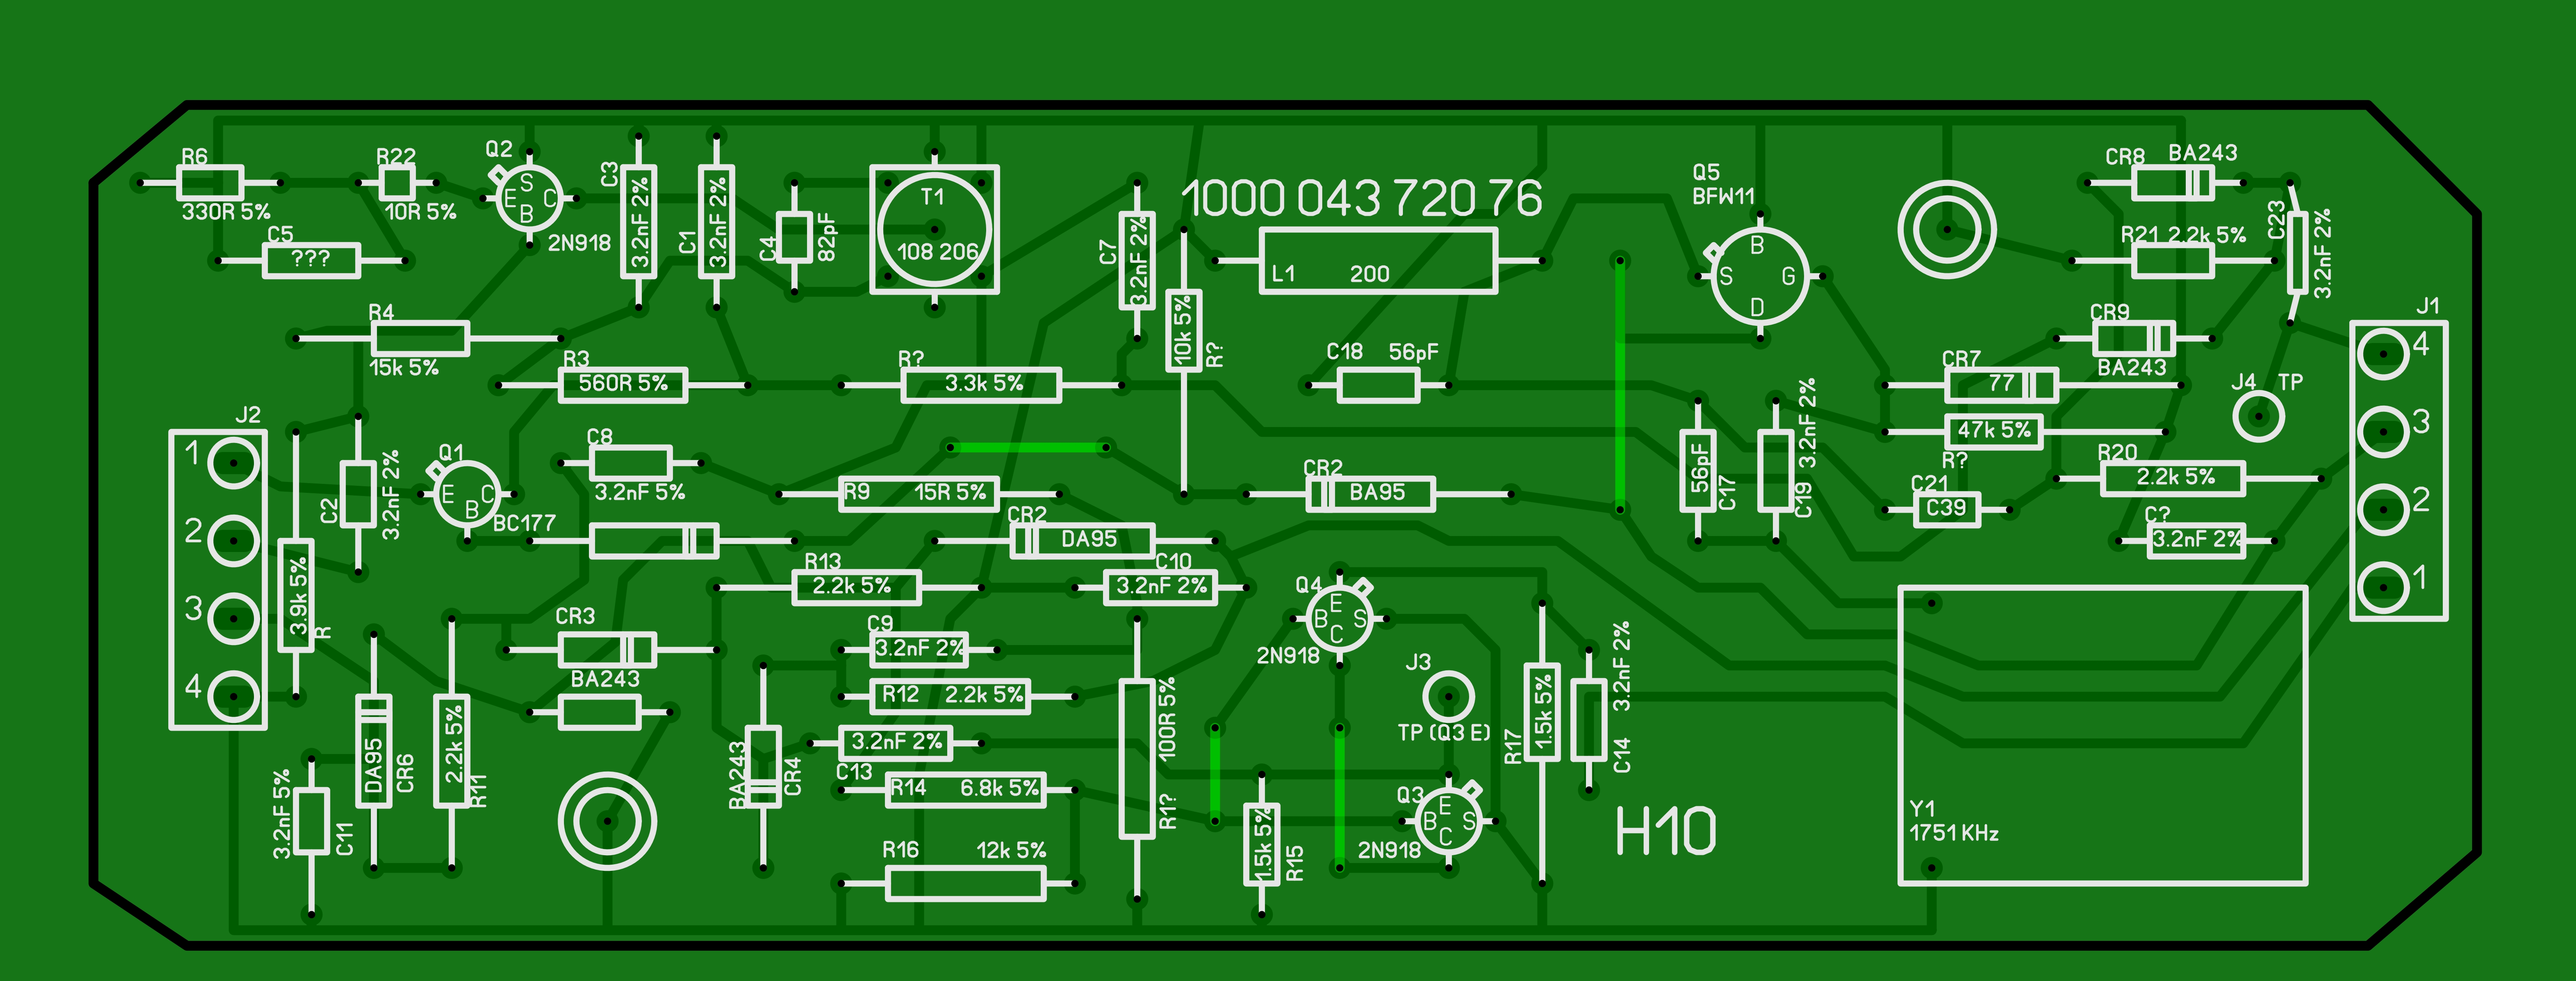 R6
330R 5%
R22
10R 5%
Q2
S
E C
B
2N918
C5
???
C3
3.2nF 2%
C1
3.2nF 2%
C4
82pF
T1
108 206
C7
3.2nF 2%
1000 043 720 76
L1 200
10k 5%
R?
Q5
BFW11
B
S G
D
CR8 BA243
R21 2.2k 5%
C23
3.2nF 2%
CR9
BA243
J1
4
3
2
1
J4 TP
R4
15k 5%
R3
560R 5%
R?
3.3k 5%
C18 56pF
CR7
77
47k 5%
R?
R20
2.2k 5%
C21
C39
C?
3.2nF 2%
56pF
C17
3.2nF 2%
C19
J2
1
2
3
4
C2
3.2nF 2%
Q1
E C
B
BC177
C8
3.2nF 5%
R9 15R 5%
CR2
BA95
CR2
DA95
R13
2.2k 5%
C10
3.2nF 2%
3.9k 5%
R
CR3
BA243
C9
3.2nF 2%
R12 2.2k 5%
3.2nF 2%
C13
R14 6.8k 5%
R16 12k 5%
DA95
CR6
2.2k 5%
R11
3.2nF 5%
C11
BA243
CR4
100R 5%
R1?
Q4
E
B S
C
2N918
J3
TP (Q3 E)
Q3
E
B S
C
2N918
1.5k 5%
R15
R17
1.5k 5%
3.2nF 2%
C14
H10
Y1
1751 KHz